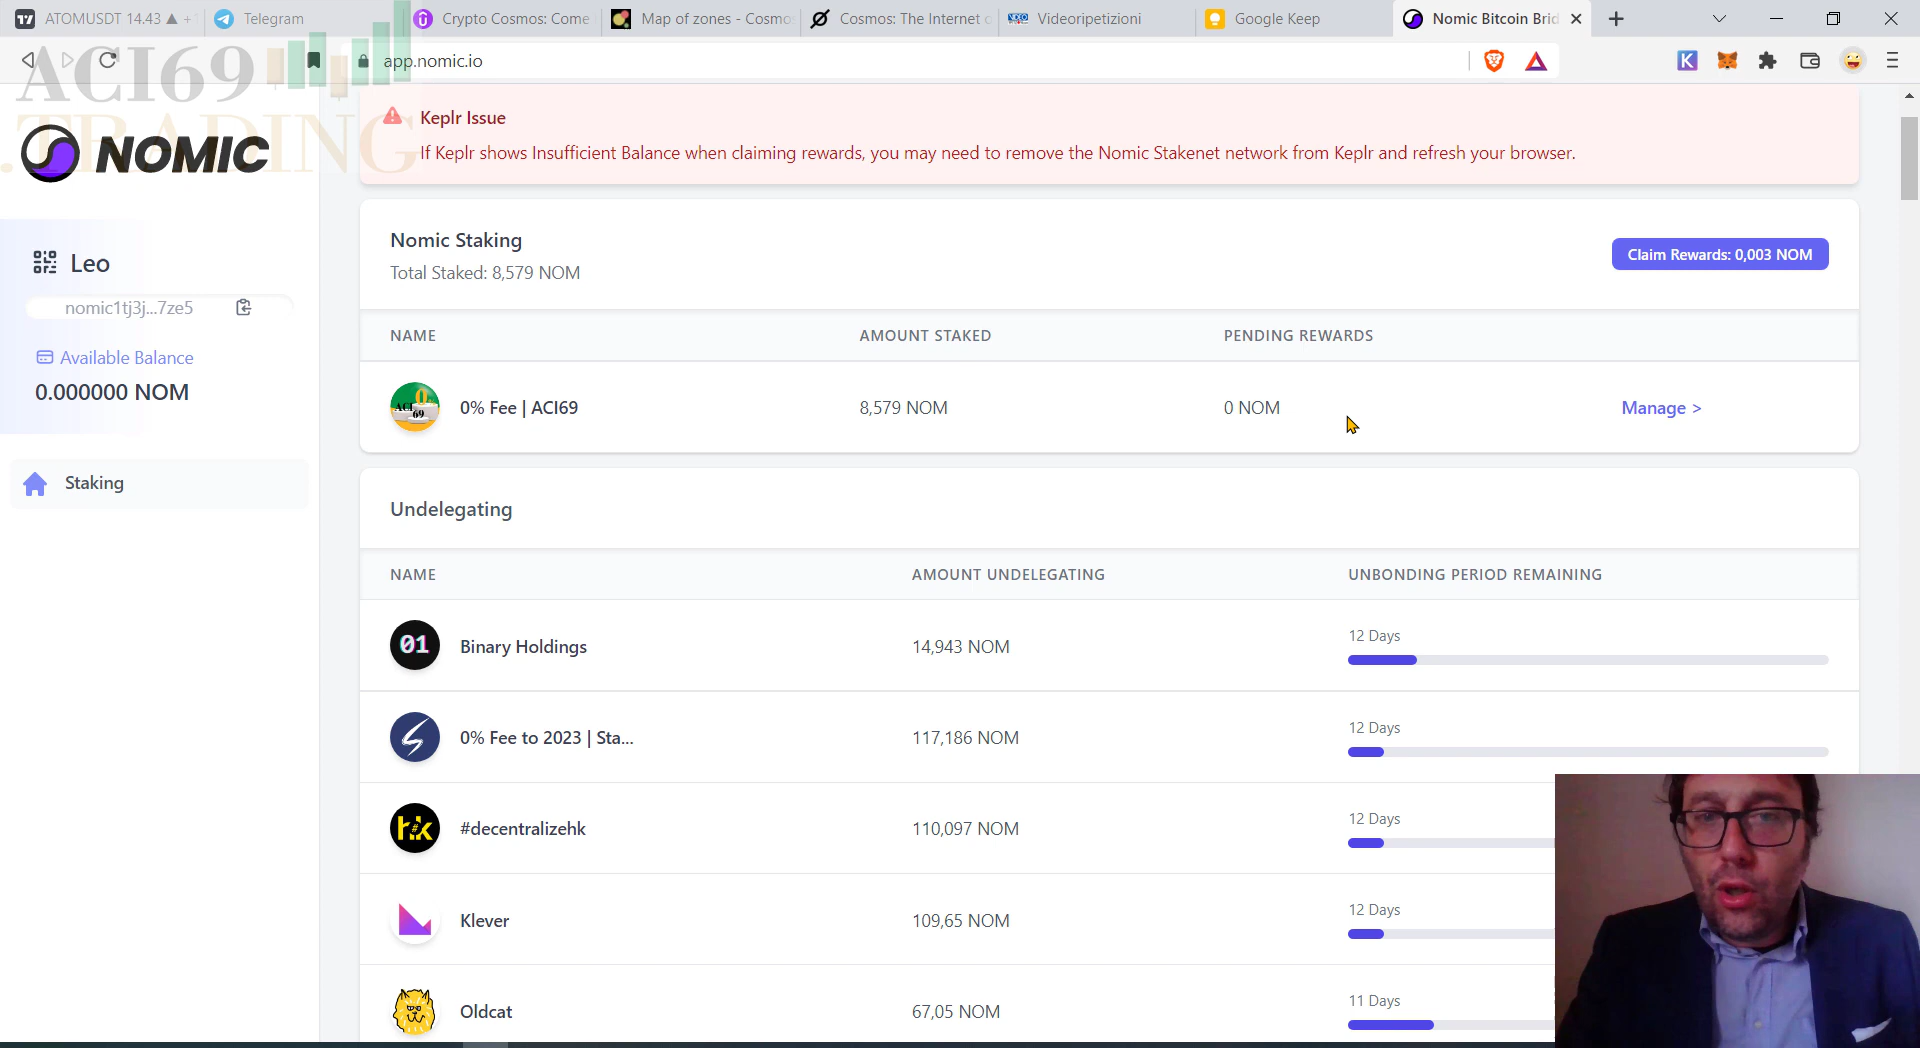 ATOMUSDT 14.43 ▲ +
Telegram
Crypto Cosmos: Come
Map of zones - Cosmo
Cosmos: The Internet o
Videoripetizioni
Google Keep
Nomic Bitcoin Brid
app.nomic.io
ACI69
.TRADING
NOMIC
Leo
nomic1tj3j...7ze5
Available Balance
0.000000 NOM
Staking
Keplr Issue
If Keplr shows Insufficient Balance when claiming rewards, you may need to remove the Nomic Stakenet network from Keplr and refresh your browser.
Nomic Staking
Total Staked: 8,579 NOM
Claim Rewards: 0,003 NOM
NAME AMOUNT STAKED PENDING REWARDS
0% Fee | ACI69 8,579 NOM 0 NOM Manage >
Undelegating
NAME AMOUNT UNDELEGATING UNBONDING PERIOD REMAINING
01 Binary Holdings 14,943 NOM 12 Days
0% Fee to 2023 | Sta... 117,186 NOM 12 Days
#decentralizehk 110,097 NOM 12 Days
Klever 109,65 NOM 12 Days
Oldcat 67,05 NOM 11 Days